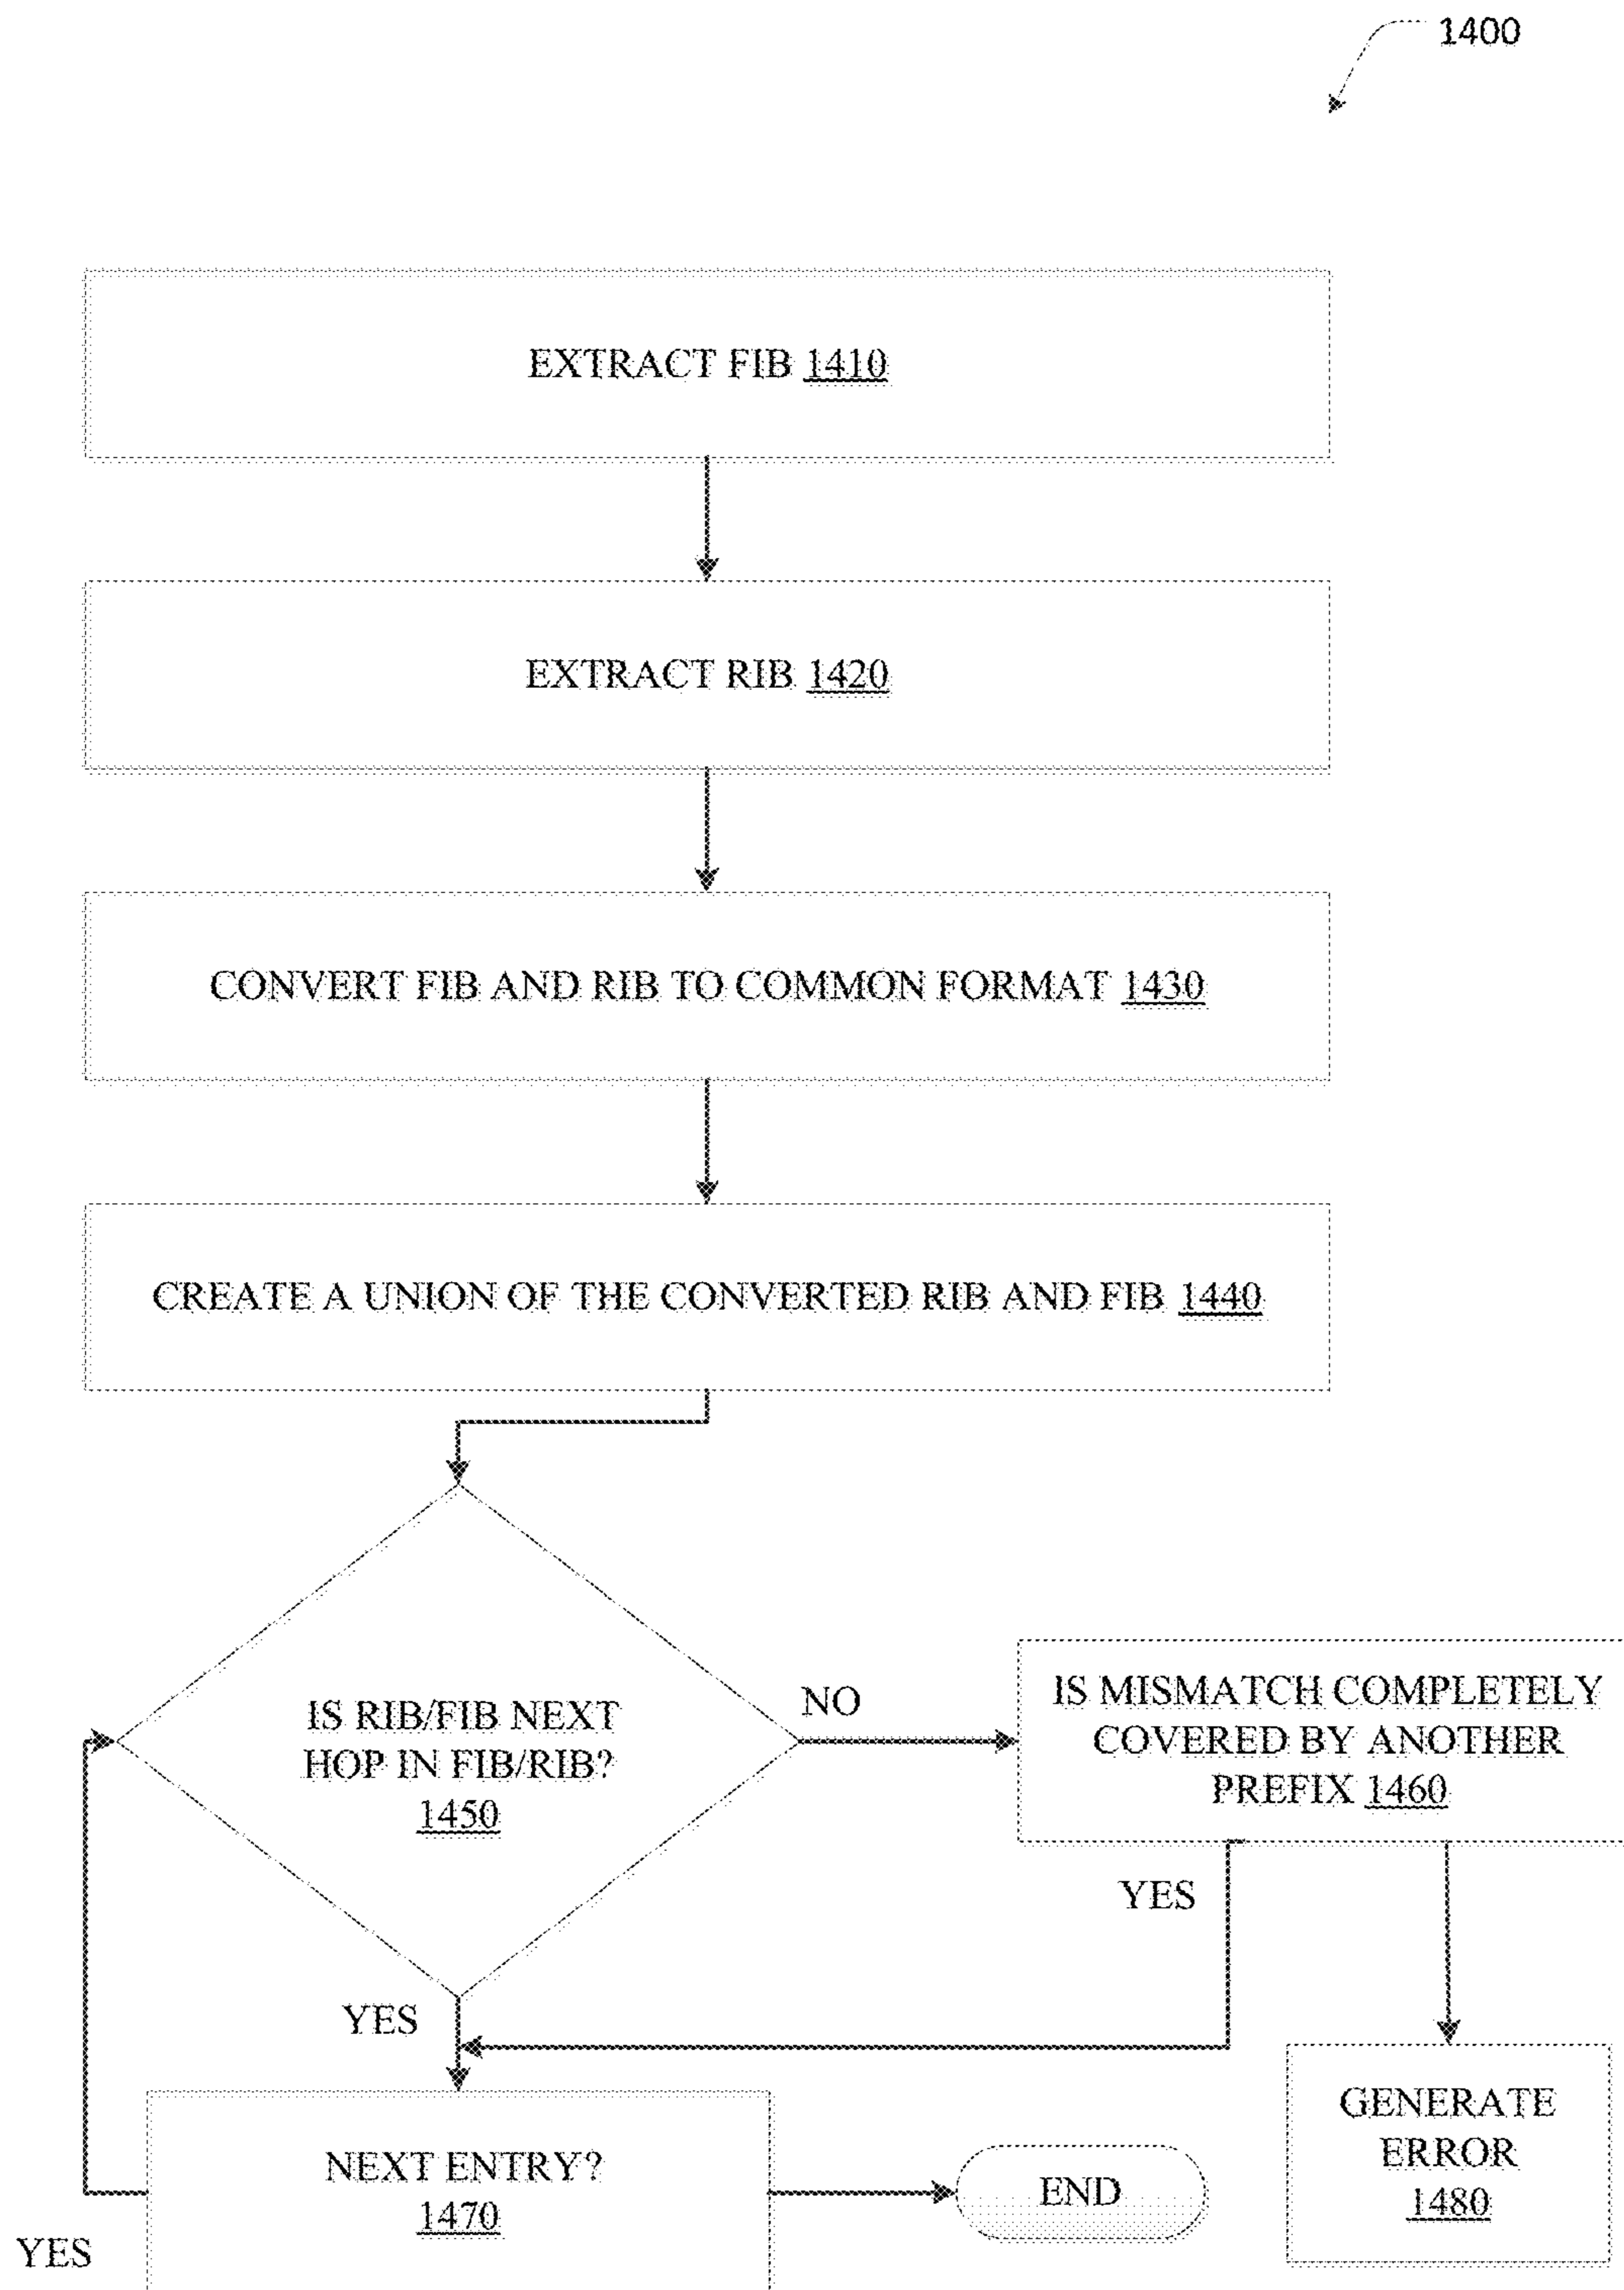 1400
EXTRACT FIB 1410
EXTRACT RIB 1420
CONVERT FIB AND RIB TO COMMON FORMAT 1430
CREATE A UNION OF THE CONVERTED RIB AND FIB 1440
IS RIB/FIB NEXT
HOP IN FIB/RIB?
1450
NO
IS MISMATCH COMPLETELY
COVERED BY ANOTHER
PREFIX 1460
YES
YES
GENERATE
ERROR
1480
NEXT ENTRY?
1470
END
YES